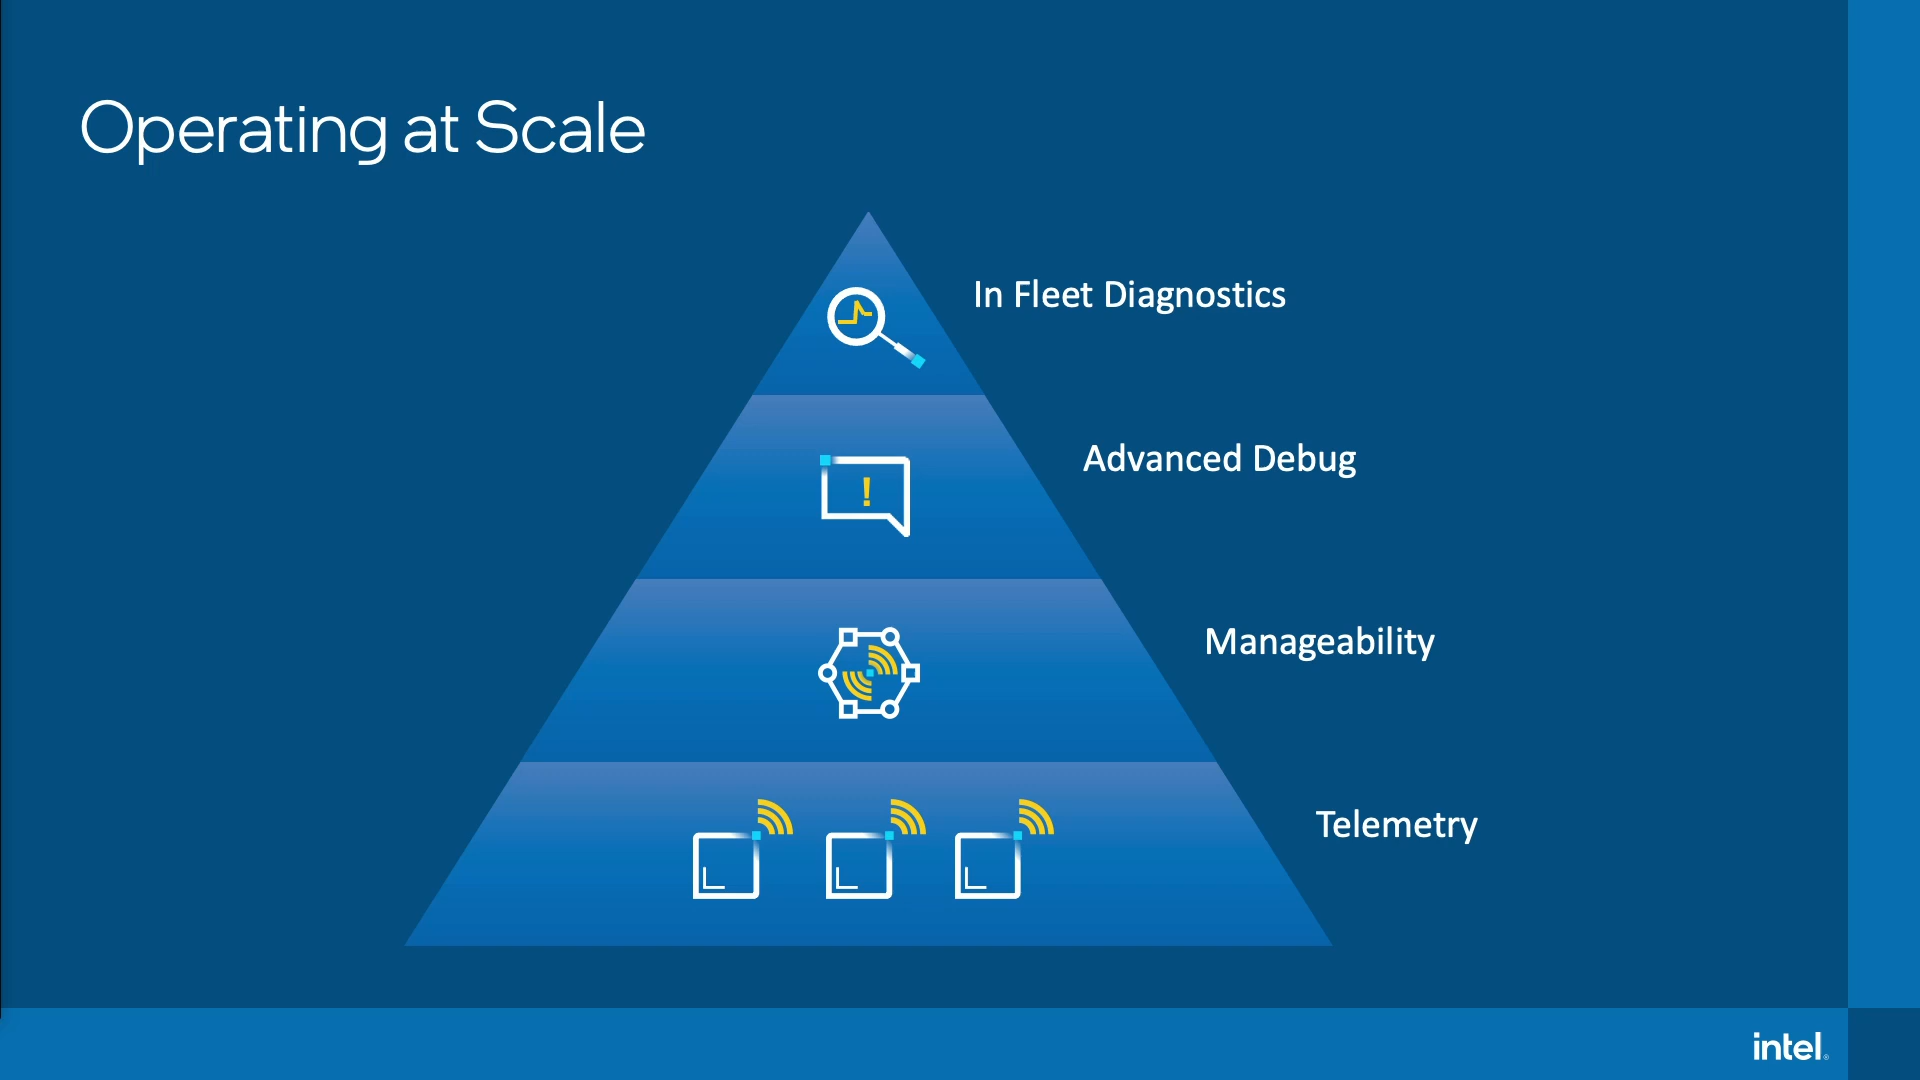 Operating at Scale
In Fleet Diagnostics
!
Advanced Debug
Manageability
Telemetry
intel®